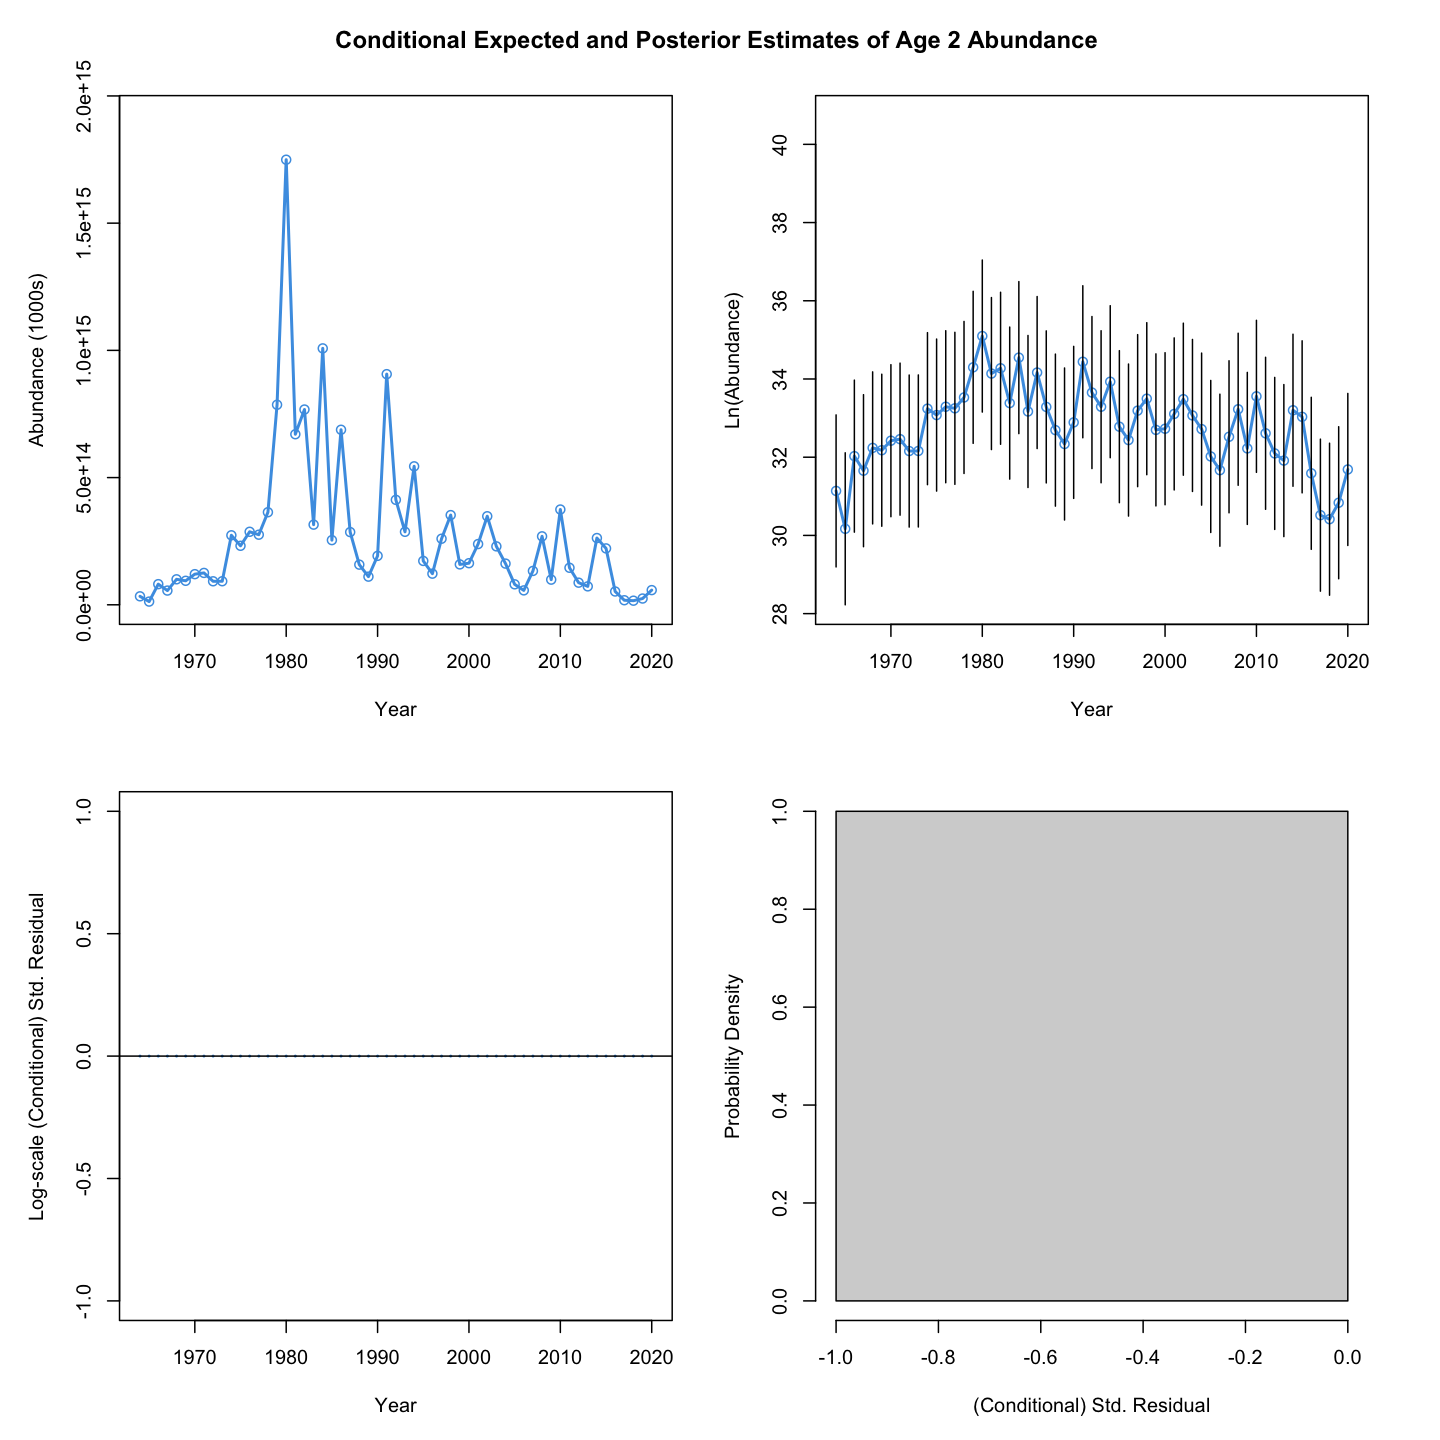 Conditional Expected and Posterior Estimates of Age 2 Abundance
Abundance (1000s)
2.0e+15
1.5e+15
1.0e+15
5.0e+14
0.0e+00
1970 1980 1990 2000 2010 2020
Year
Ln(Abundance)
40
38
36
34
32
30
28
1970 1980 1990 2000 2010 2020
Year
Log-scale (Conditional) Std. Residual
1.0
0.5
0.0
-0.5
-1.0
1970 1980 1990 2000 2010 2020
Year
Probability Density
1.0
0.8
0.6
0.4
0.2
0.0
-1.0 -0.8 -0.6 -0.4 -0.2 0.0
(Conditional) Std. Residual